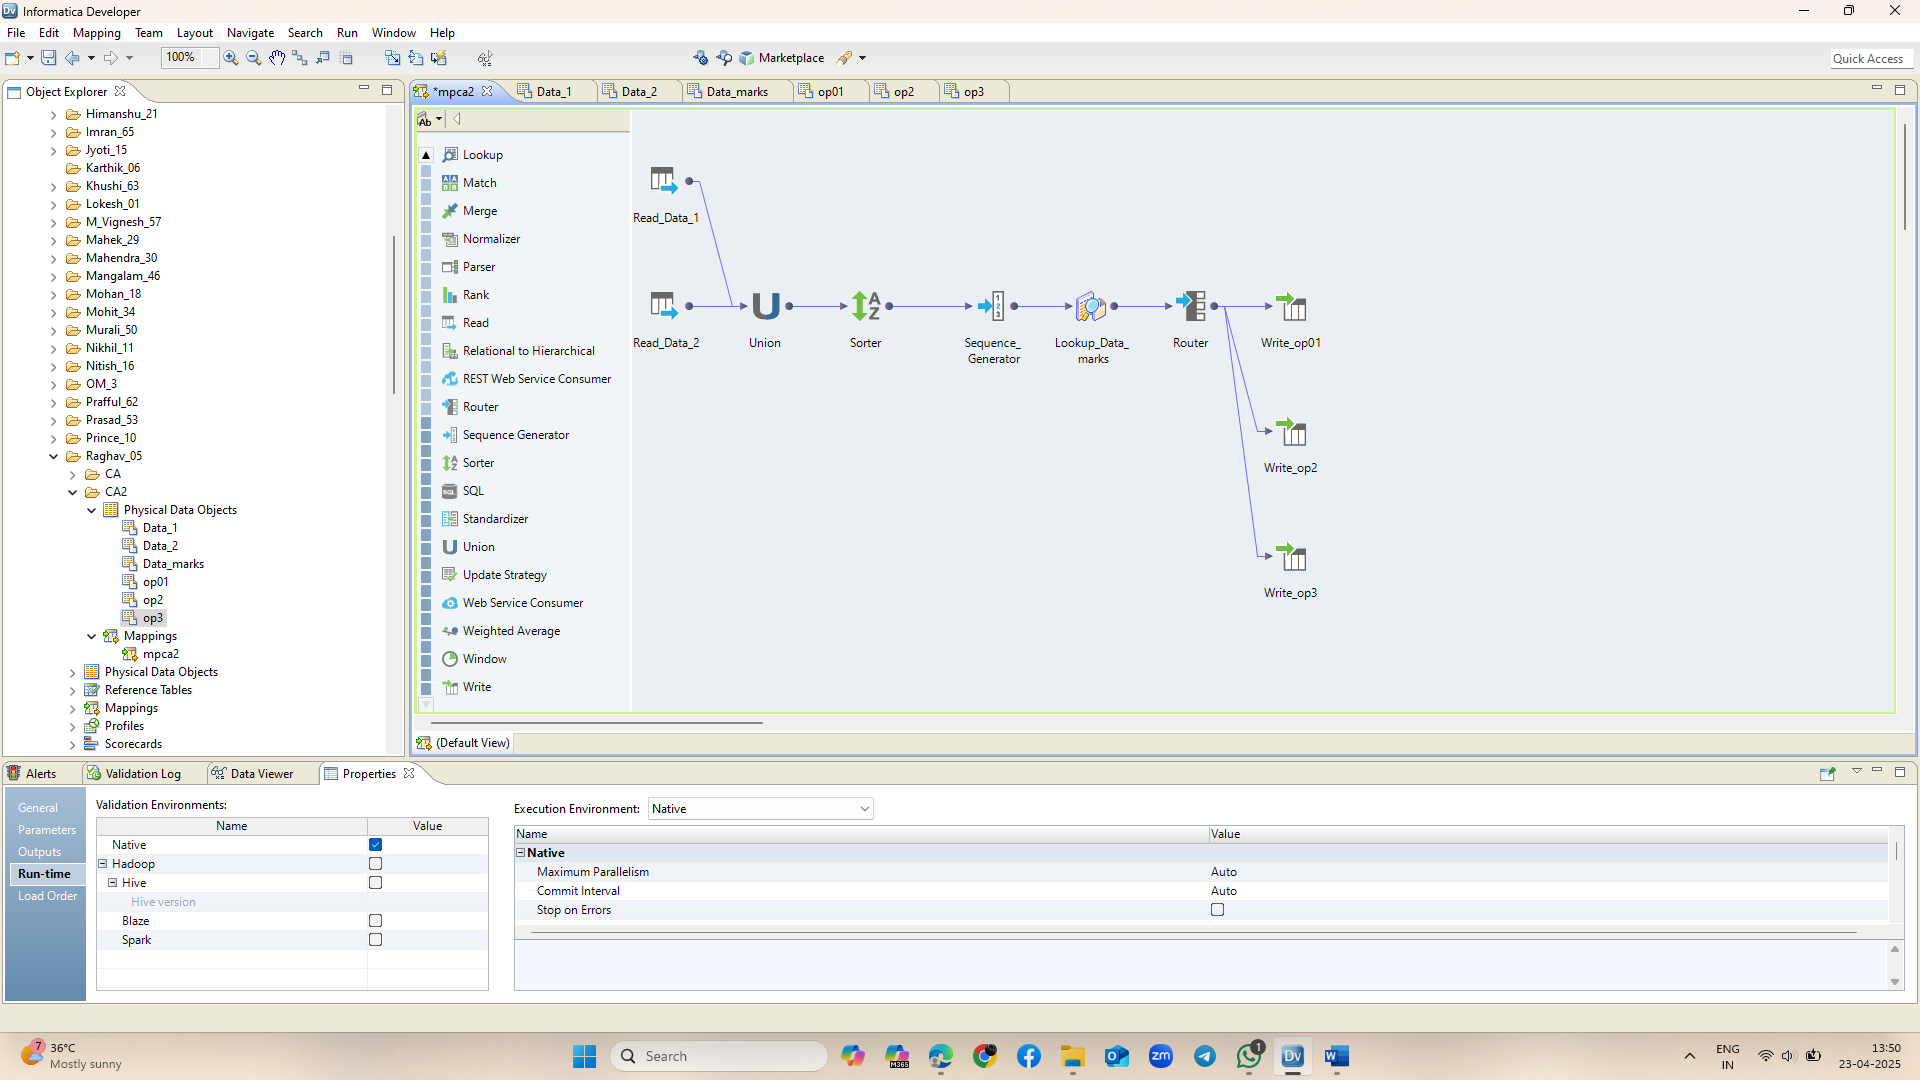 Informatica Developer
File Edit Mapping Team Layout Navigate Search Run Window Help
100% Marketplace Quick Access
Object Explorer
Himanshu_21
Imran_65
Jyoti_15
Karthik_06
Khushi_63
Lokesh_01
M_Vignesh_57
Mahek_29
Mahendra_30
Mangalam_46
Mohan_18
Mohit_34
Murali_50
Nikhil_11
Nitish_16
OM_3
Prafful_62
Prasad_53
Prince_10
Raghav_05
CA
CA2
Physical Data Objects
Data_1
Data_2
Data_marks
op01
op2
op3
Mappings
mpca2
Physical Data Objects
Reference Tables
Mappings
Profiles
Scorecards
*mpca2 Data_1 Data_2 Data_marks op01 op2 op3
Ab
Lookup
Match
Merge
Normalizer
Parser
Rank
Read
Relational to Hierarchical
REST Web Service Consumer
Router
Sequence Generator
Sorter
SQL
Standardizer
Union
Update Strategy
Web Service Consumer
Weighted Average
Window
Write
Read_Data_1
Read_Data_2
Union
Sorter
Sequence_
Generator
Lookup_Data_
marks
Router
Write_op01
Write_op2
Write_op3
(Default View)
Alerts Validation Log Data Viewer Properties
General
Parameters
Outputs
Run-time
Load Order
Validation Environments:
Name Value
Native
Hadoop
Hive
Hive version
Blaze
Spark
Execution Environment: Native
Name Value
Native
Maximum Parallelism Auto
Commit Interval Auto
Stop on Errors
7
36°C
Mostly sunny
Search
M365
zm
1
Dv
W
ENG
IN
13:50
23-04-2025